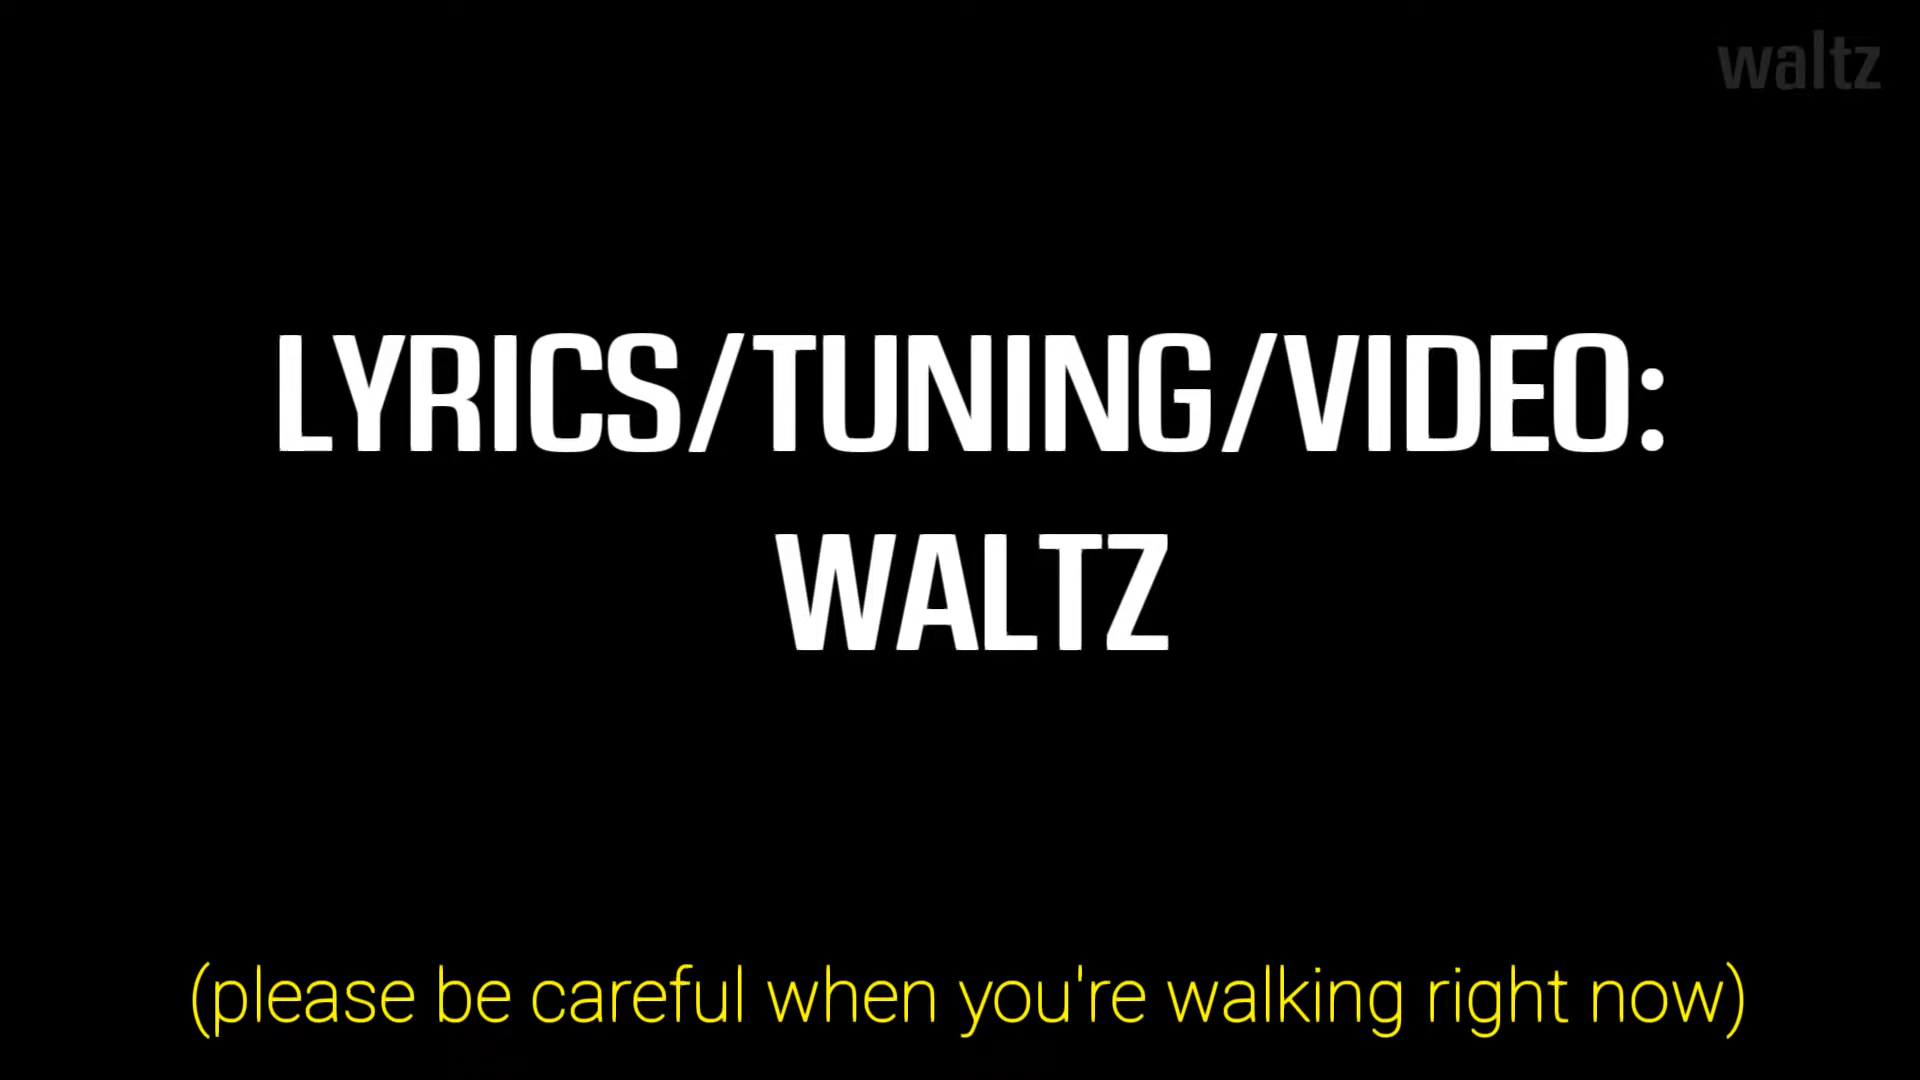 waltz
LYRICS/TUNING/VIDEO:
WALTZ
(please be careful when you're walking right now)